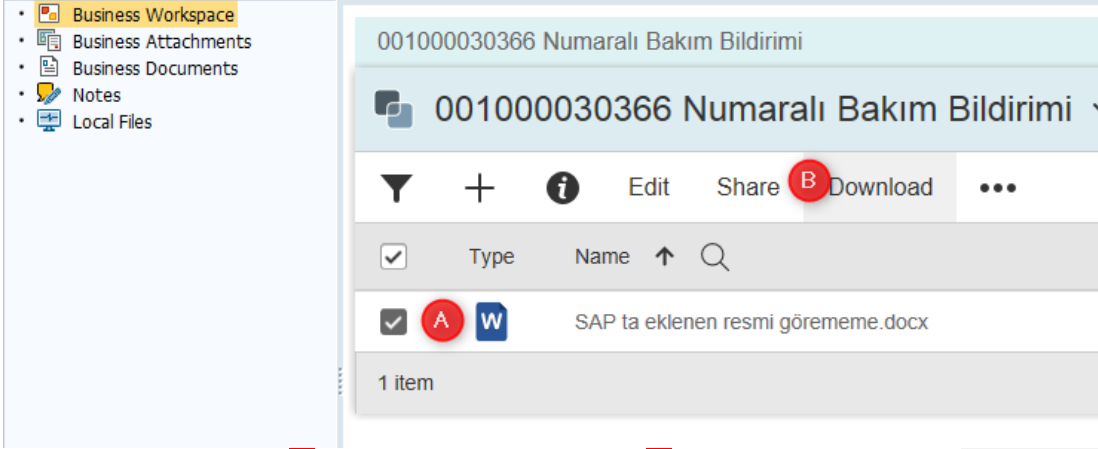 Business Workspace
Business Attachments
Business Documents
Notes
Local Files
001000030366 Numaralı Bakım Bildirimi
001000030366 Numaralı Bakım Bildirimi
Edit Share B Download
Type Name
A W SAP ta eklenen resmi görememe.docx
1 item